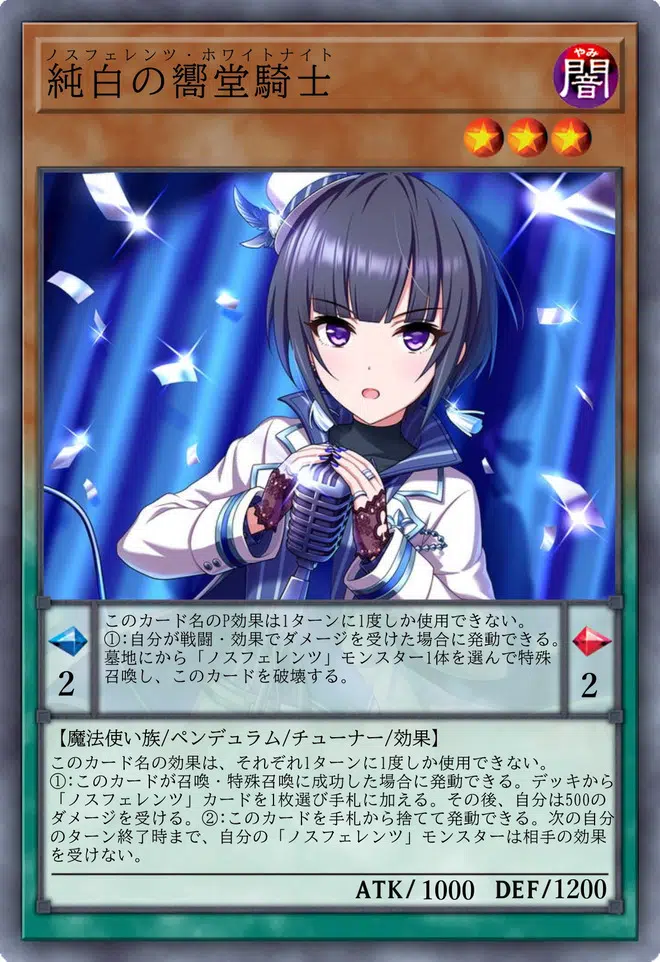 ノスフェレンツ・ホワイトナイト
純白の嚮堂騎士
やみ
闇
このカード名のP効果は1ターンに1度しか使用できない。
①:自分が戦闘・効果でダメージを受けた場合に発動できる。
墓地にから「ノスフェレンツ」モンスター1体を選んで特殊
召喚し、このカードを破壊する。
2
2
【魔法使い族/ペンデュラム/チューナー/効果】
このカード名の効果は、それぞれ1ターンに1度しか使用できない。
①:このカードが召喚・特殊召喚に成功した場合に発動できる。デッキから
「ノスフェレンツ」カードを1枚選び手札に加える。その後、自分は500の
ダメージを受ける。②:このカードを手札から捨てて発動できる。次の自分
のターン終了時まで、自分の「ノスフェレンツ」モンスターは相手の効果
を受けない。
ATK/1000 DEF/1200